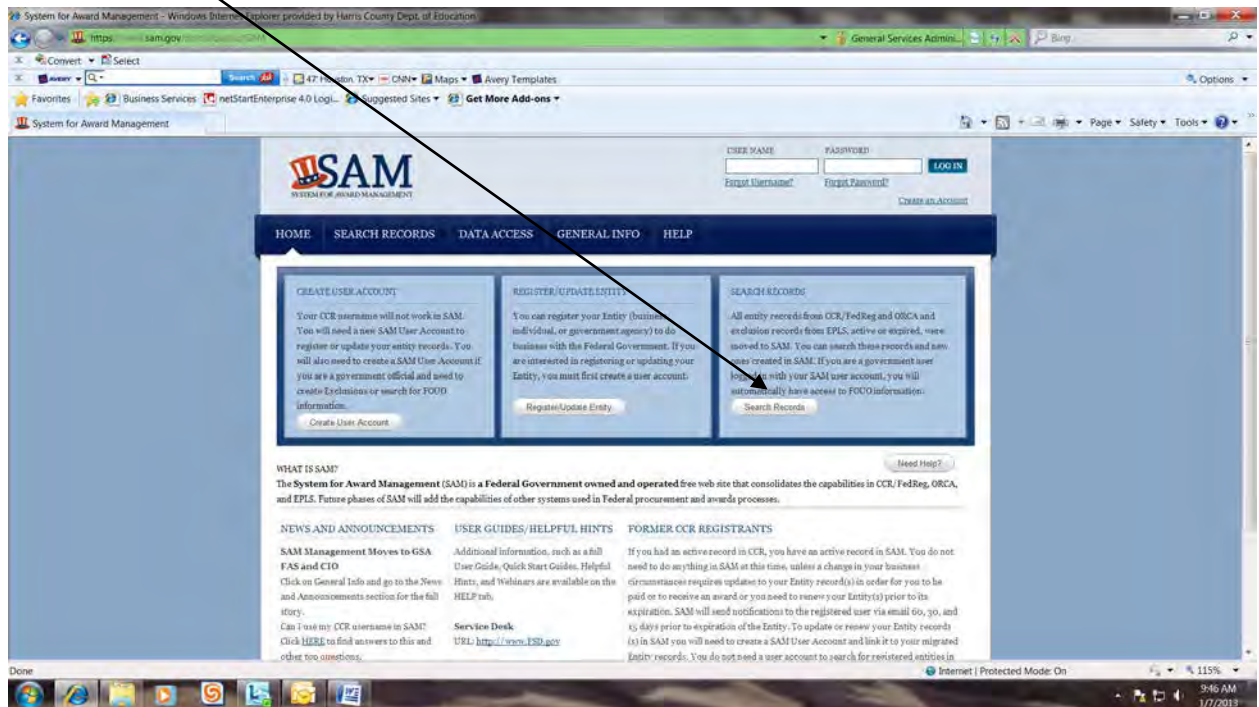 System for Award Management - Windows Internet Explorer provided by Harris County Dept. of Education
https sam.gov
General Services Admini...
Bing
Convert Select
AVERY Search 47° Houston, TX CNN Maps Avery Templates Options
Favorites Business Services netStartEnterprise 4.0 Logi... Suggested Sites Get More Add-ons
System for Award Management Page Safety Tools
USER NAME PASSWORD
SAM LOG IN
SYSTEM FOR AWARD MANAGEMENT Forgot Username? Forgot Password?
Create an Account
HOME SEARCH RECORDS DATA ACCESS GENERAL INFO HELP
CREATE USER ACCOUNT
Your CCR username will not work in SAM.
You will need a new SAM User Account to
register or update your entity records. You
will also need to create a SAM User Account if
you are a government official and need to
create Exclusions or search for FOUO
information.
Create User Account
REGISTER/UPDATE ENTITY
You can register your Entity (business,
individual, or government agency) to do
business with the Federal Government. If you
are interested in registering or updating your
Entity, you must first create a user account.
Register/Update Entity
SEARCH RECORDS
All entity records from CCR/FedReg and ORCA and
exclusion records from EPLS, active or expired, were
moved to SAM. You can search these records and new
ones created in SAM. If you are a government user
logged in with your SAM user account, you will
automatically have access to FOUO information.
Search Records
Need Help?
WHAT IS SAM?
The System for Award Management (SAM) is a Federal Government owned and operated free web site that consolidates the capabilities in CCR/FedReg, ORCA,
and EPLS. Future phases of SAM will add the capabilities of other systems used in Federal procurement and awards processes.
NEWS AND ANNOUNCEMENTS
SAM Management Moves to GSA
FAS and CIO
Click on General Info and go to the News
and Announcements section for the full
story.
Can I use my CCR username in SAM?
Click HERE to find answers to this and
other top questions.
USER GUIDES/HELPFUL HINTS
Additional information, such as a full
User Guide, Quick Start Guides, Helpful
Hints, and Webinars are available on the
HELP tab.
Service Desk
URL: http://www.FSD.gov
FORMER CCR REGISTRANTS
If you had an active record in CCR, you have an active record in SAM. You do not
need to do anything in SAM at this time, unless a change in your business
circumstances requires updates to your Entity record(s) in order for you to be
paid or to receive an award or you need to renew your Entity(s) prior to its
expiration. SAM will send notifications to the registered user via email 60, 30, and
15 days prior to expiration of the Entity. To update or renew your Entity records
(s) in SAM you will need to create a SAM User Account and link it to your migrated
Entity records. You do not need a user account to search for registered entities in
Done Internet | Protected Mode: On 115%
9:46 AM
1/7/2013